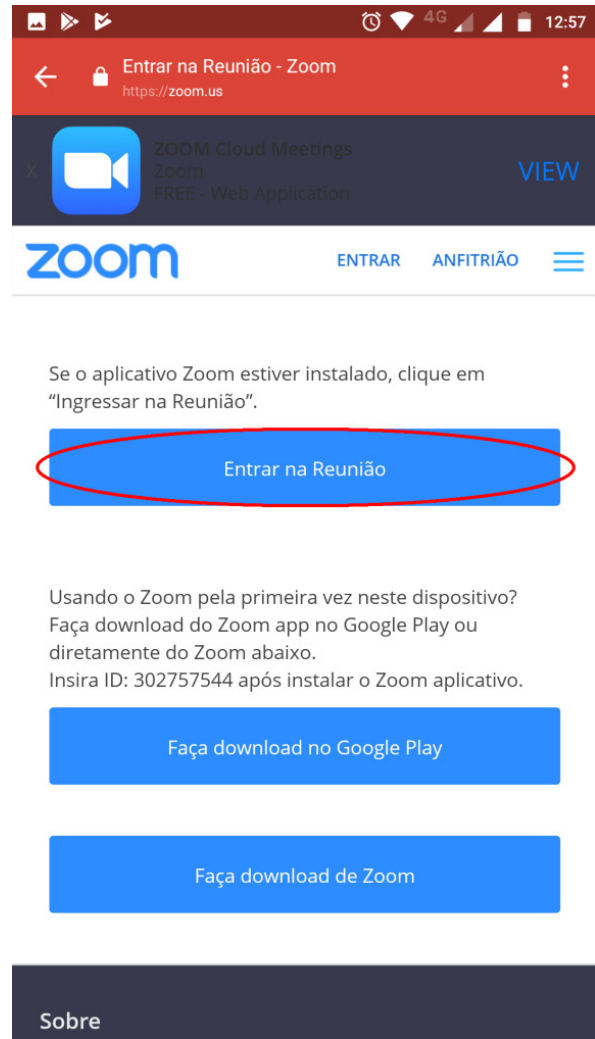 4G 12:57
Entrar na Reunião - Zoom
https://zoom.us
X
ZOOM Cloud Meetings
Zoom
FREE - Web Application
VIEW
zoom
ENTRAR ANFITRIÃO
Se o aplicativo Zoom estiver instalado, clique em
“Ingressar na Reunião”.
Entrar na Reunião
Usando o Zoom pela primeira vez neste dispositivo?
Faça download do Zoom app no Google Play ou
diretamente do Zoom abaixo.
Insira ID: 302757544 após instalar o Zoom aplicativo.
Faça download no Google Play
Faça download de Zoom
Sobre